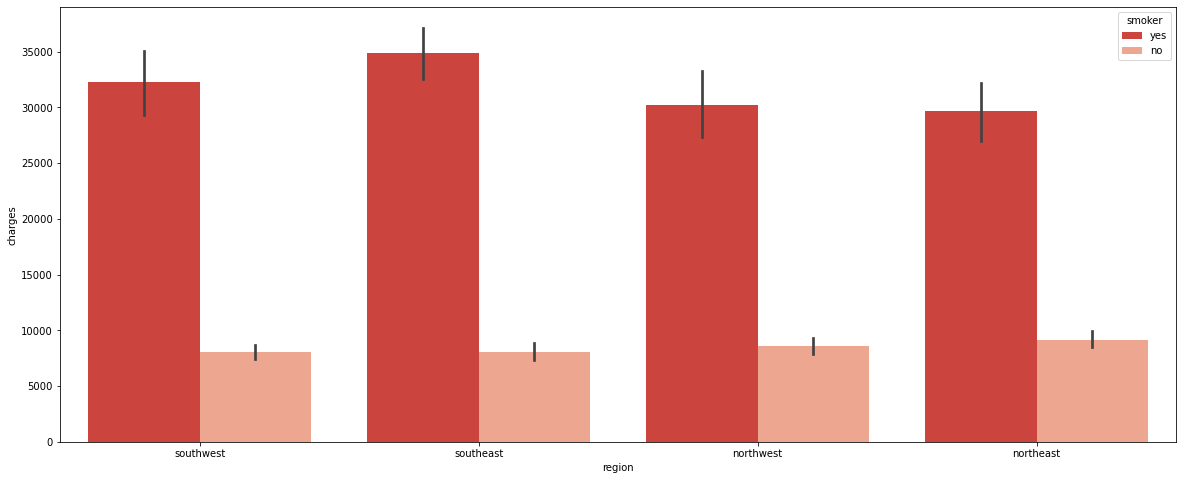 smoker
yes
no
charges
35000
30000
25000
20000
15000
10000
5000
0
southwest southeast northwest northeast
region